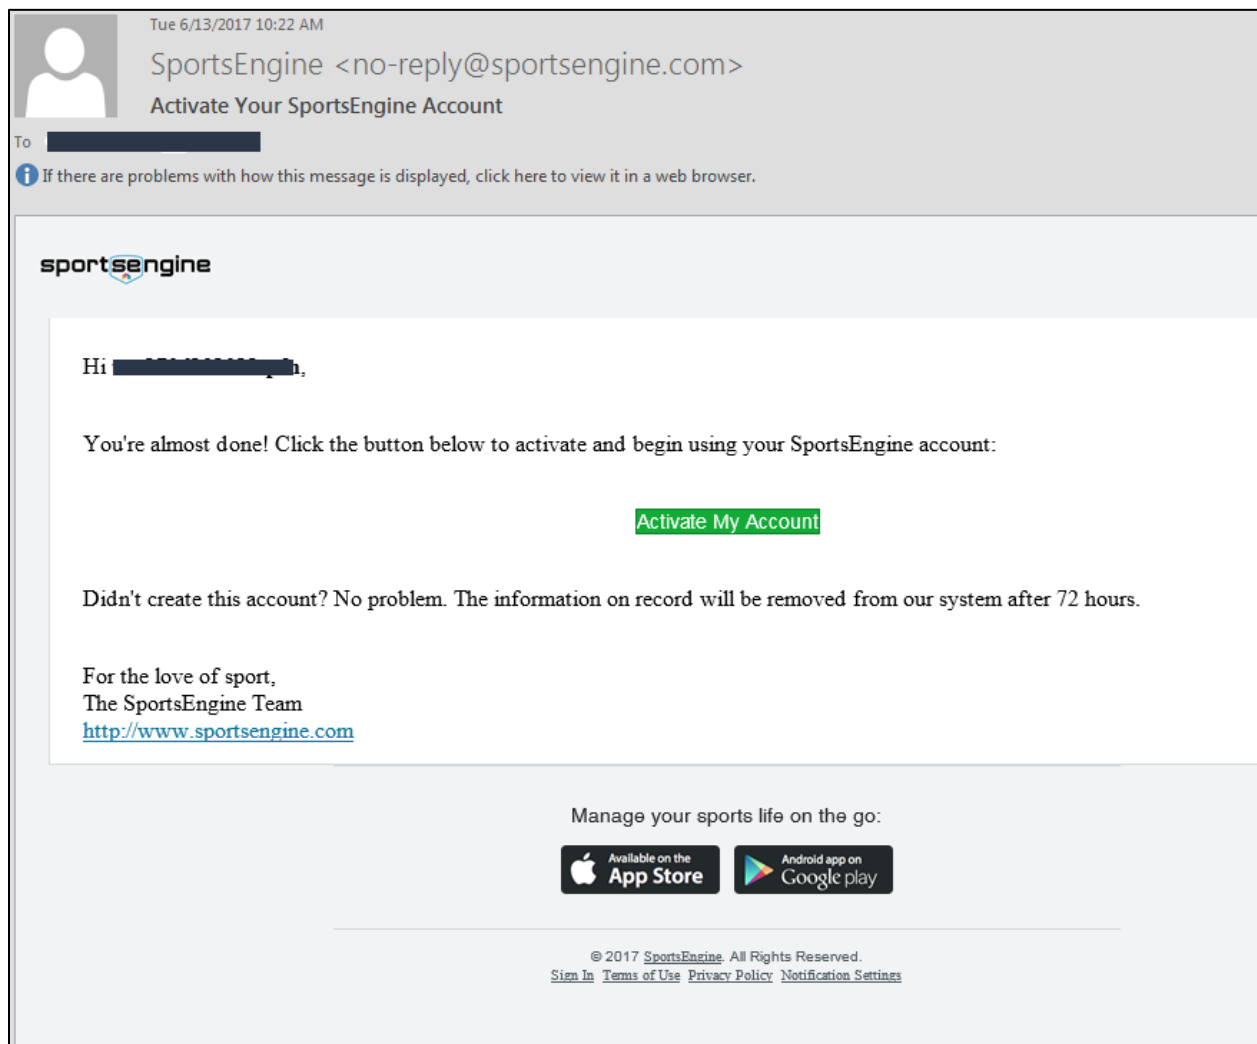 Tue 6/13/2017 10:22 AM
SportsEngine <no-reply@sportsengine.com>
Activate Your SportsEngine Account
To
If there are problems with how this message is displayed, click here to view it in a web browser.
sportsengine
Hi ,
You're almost done! Click the button below to activate and begin using your SportsEngine account:
Activate My Account
Didn't create this account? No problem. The information on record will be removed from our system after 72 hours.
For the love of sport,
The SportsEngine Team
http://www.sportsengine.com
Manage your sports life on the go:
Available on the
App Store
Android app on
Google play
© 2017 SportsEngine. All Rights Reserved.
Sign In Terms of Use Privacy Policy Notification Settings